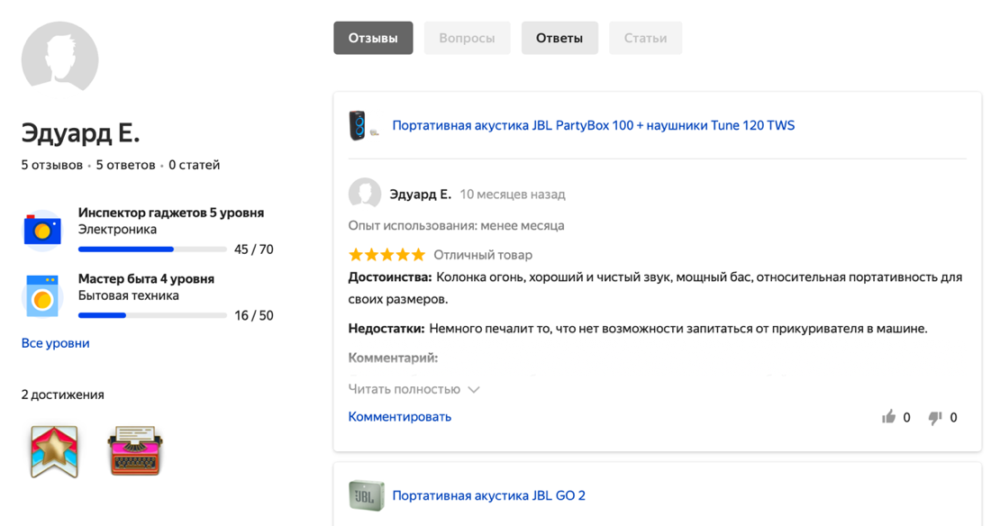 Отзывы
Вопросы
Ответы
Статьи
Эдуард Е.
5 отзывов • 5 ответов • 0 статей
Инспектор гаджетов 5 уровня
Электроника
45 / 70
Мастер быта 4 уровня
Бытовая техника
16 / 50
Все уровни
2 достижения
Портативная акустика JBL PartyBox 100 + наушники Tune 120 TWS
Эдуард Е. 10 месяцев назад
Опыт использования: менее месяца
Отличный товар
Достоинства: Колонка огонь, хороший и чистый звук, мощный бас, относительная портативность для
своих размеров.
Недостатки: Немного печалит то, что нет возможности запитаться от прикуривателя в машине.
Комментарий:
Читать полностью
Комментировать
0
0
JBL
Портативная акустика JBL GO 2